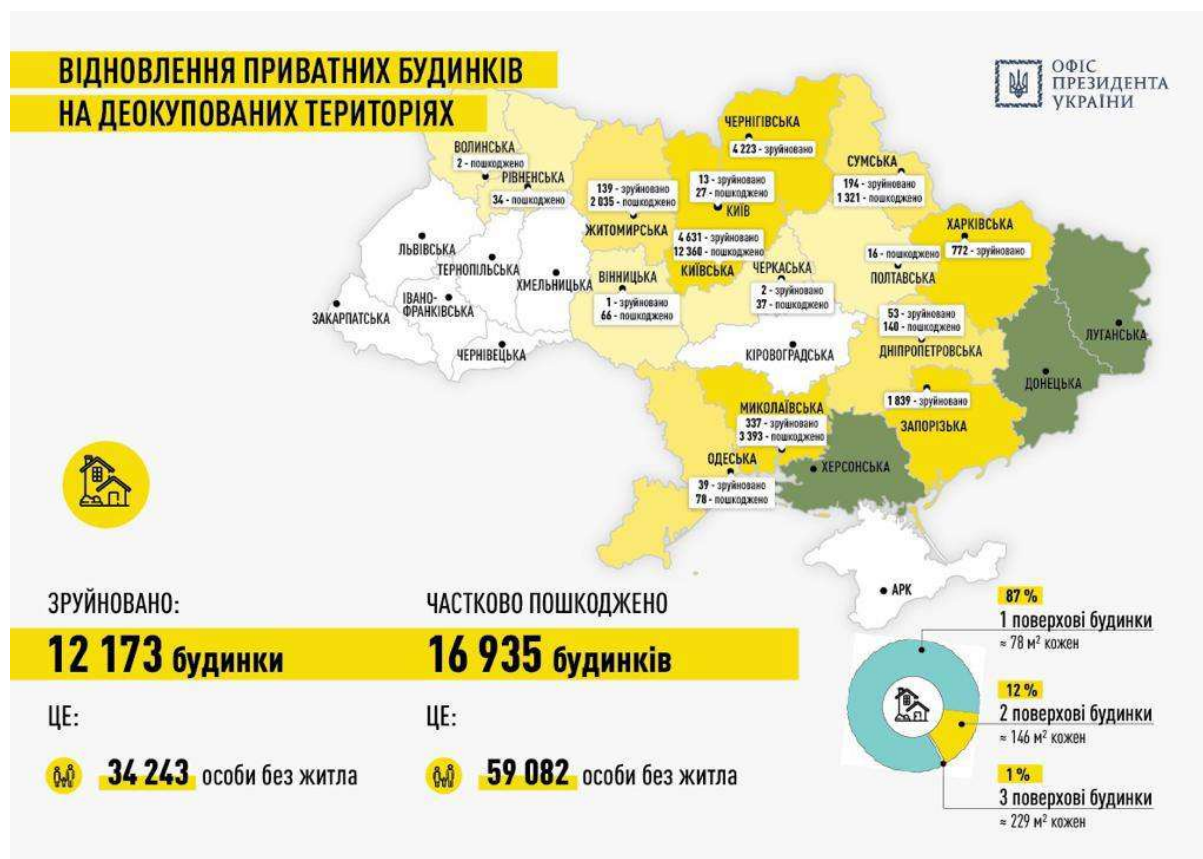 ВІДНОВЛЕННЯ ПРИВАТНИХ БУДИНКІВ
НА ДЕОКУПОВАНИХ ТЕРИТОРІЯХ
ОФІС
ПРЕЗИДЕНТА
УКРАЇНИ
ВОЛИНСЬКА
2 - пошкоджено
РІВНЕНСЬКА
34 - пошкоджено
139 - зруйновано
2 035 - пошкоджено
ЖИТОМИРСЬКА
ЧЕРНІГІВСЬКА
4 223 - зруйновано
13 - зруйновано
27 - пошкоджено
КИЇВ
4 631 - зруйновано
12 360 - пошкоджено
КИЇВСЬКА
СУМСЬКА
194 - зруйновано
1 321 - пошкоджено
ХАРКІВСЬКА
772 - зруйновано
16 - пошкоджено
ПОЛТАВСЬКА
ЛЬВІВСЬКА
ТЕРНОПІЛЬСЬКА
ХМЕЛЬНИЦЬКА
ВІННИЦЬКА
1 - зруйновано
66 - пошкоджено
ЧЕРКАСЬКА
2 - зруйновано
37 - пошкоджено
ЗАКАРПАТСЬКА
ІВАНО-
ФРАНКІВСЬКА
ЧЕРНІВЕЦЬКА
КІРОВОГРАДСЬКА
53 - зруйновано
140 - пошкоджено
ДНІПРОПЕТРОВСЬКА
ЛУГАНСЬКА
ДОНЕЦЬКА
1 839 - зруйновано
ЗАПОРІЗЬКА
МИКОЛАЇВСЬКА
337 - зруйновано
3 393 - пошкоджено
ОДЕСЬКА
39 - зруйновано
78 - пошкоджено
ХЕРСОНСЬКА
АРК
ЗРУЙНОВАНО:
12 173 будинки
ЦЕ:
34 243 особи без житла
ЧАСТКОВО ПОШКОДЖЕНО
16 935 будинків
ЦЕ:
59 082 особи без житла
87 %
1 поверхові будинки
≈ 78 м² кожен
12 %
2 поверхові будинки
≈ 146 м² кожен
1 %
3 поверхові будинки
≈ 229 м² кожен